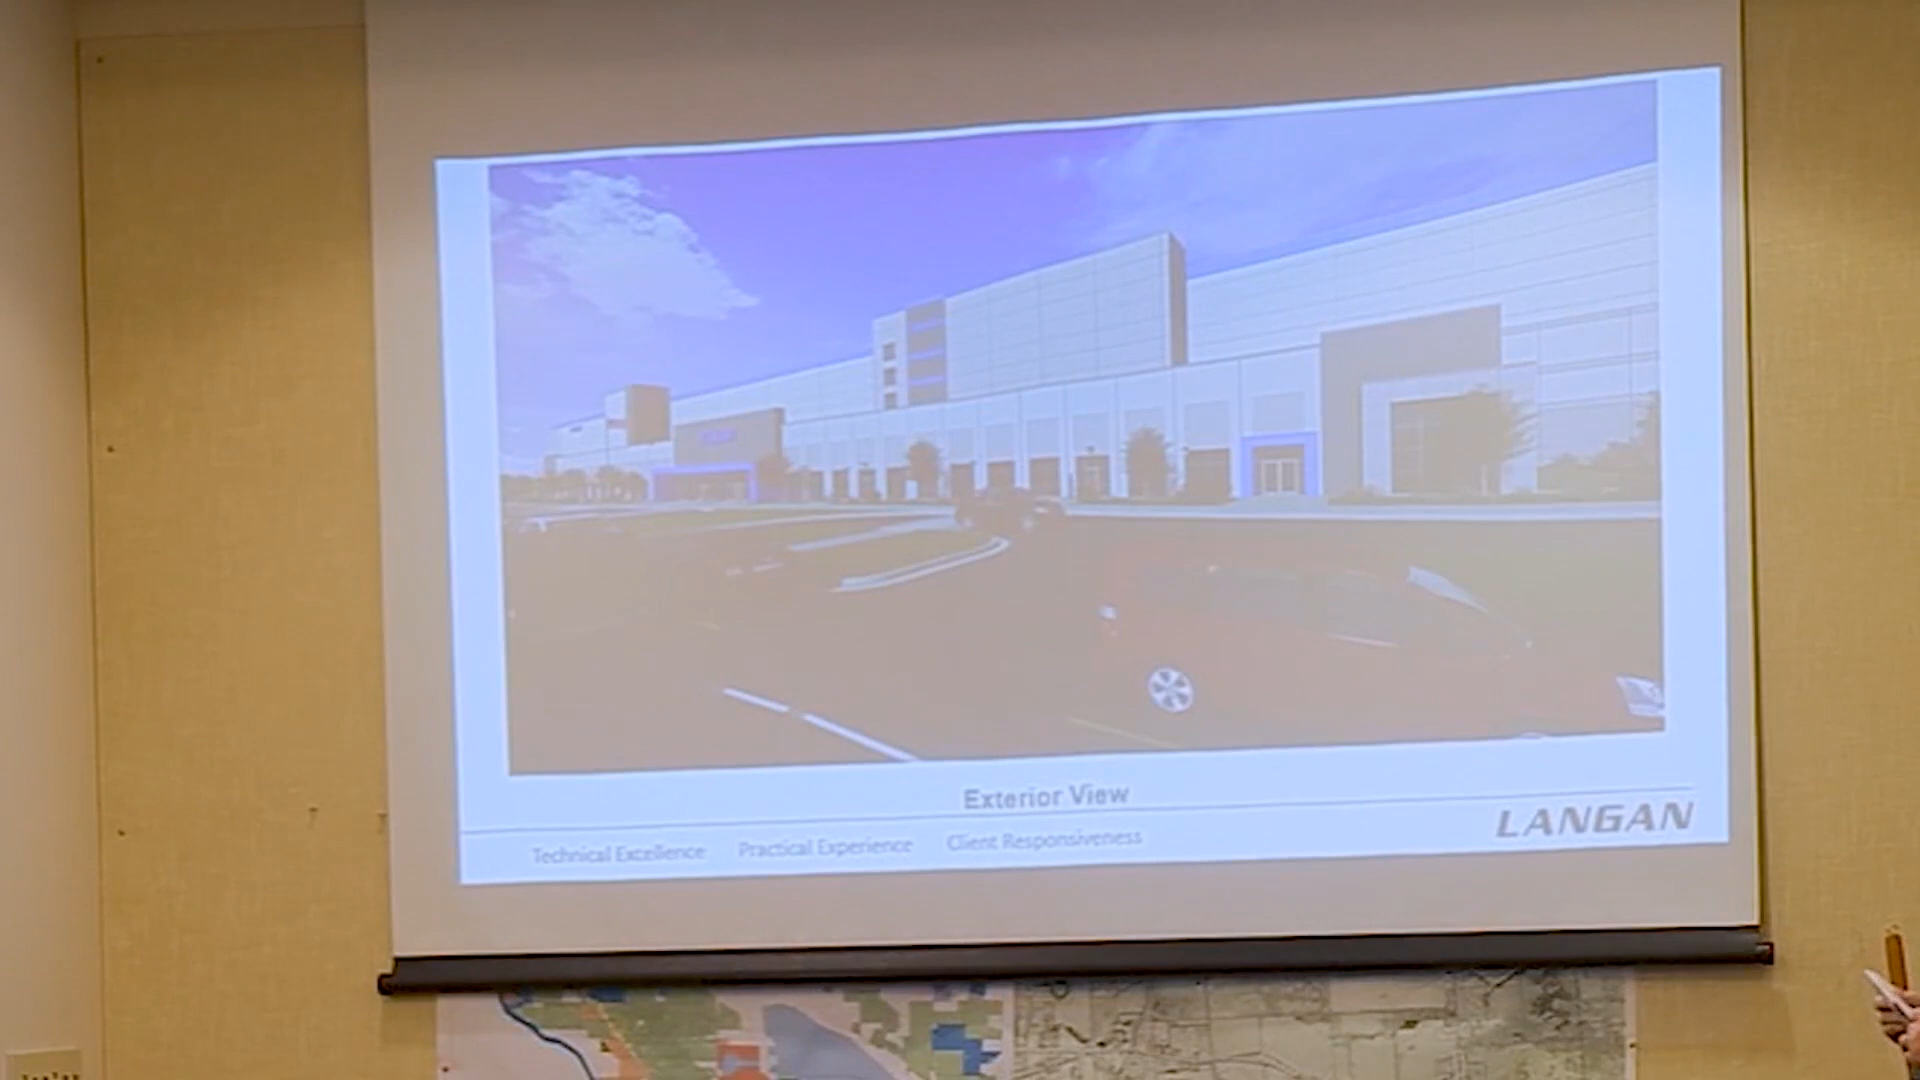 Exterior View
Technical Excellence Practical Experience Client Responsiveness
LANGAN